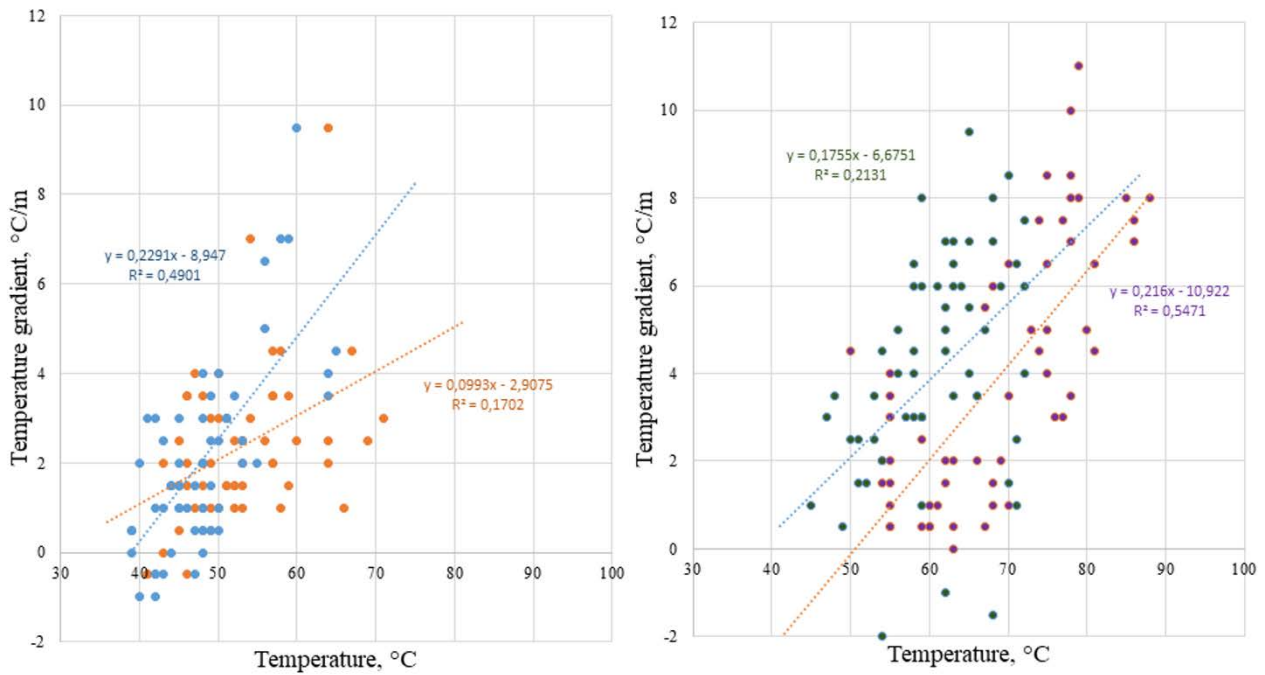 12
10
8
6
4
2
0
-2
30 40 50 60 70 80 90 100
Temperature gradient, °C/m
Temperature, °C
y = 0,2291x - 8,947
R² = 0,4901
y = 0,0993x - 2,9075
R² = 0,1702
12
10
8
6
4
2
0
-2
30 40 50 60 70 80 90 100
Temperature gradient, °C/m
Temperature, °C
y = 0,1755x - 6,6751
R² = 0,2131
y = 0,216x - 10,922
R² = 0,5471